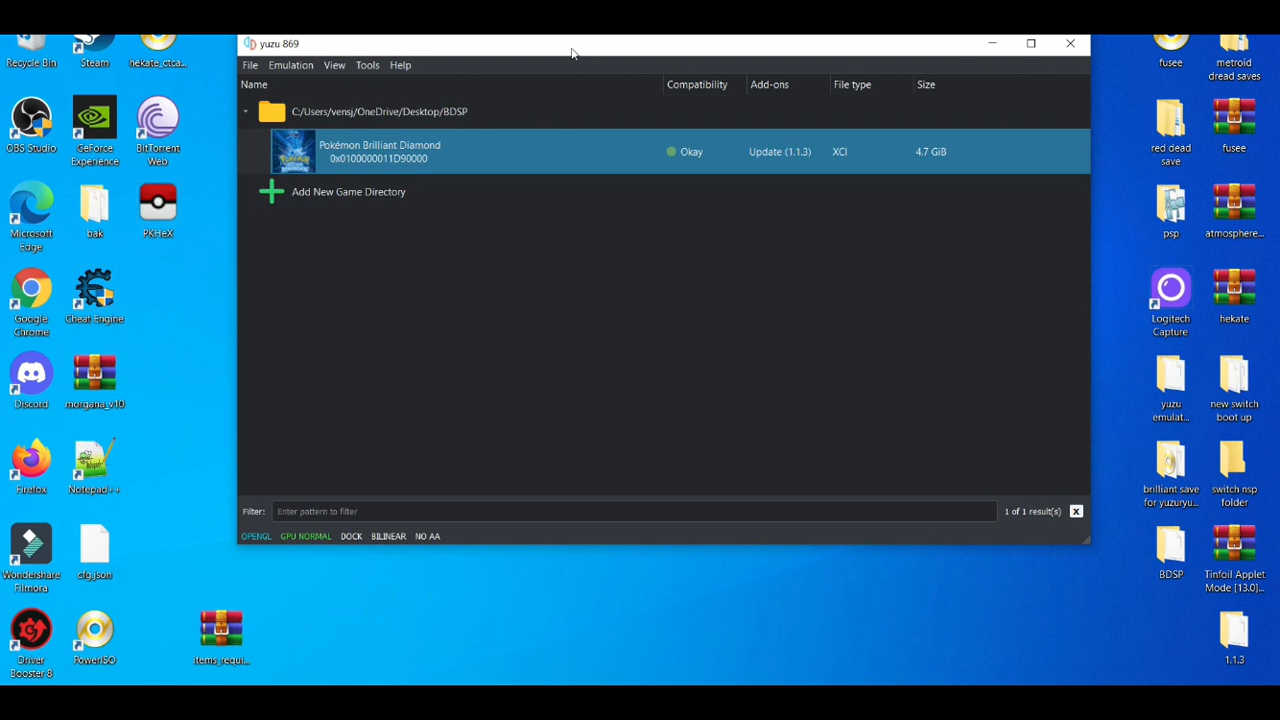 yuzu 869
File Emulation View Tools Help
Name Compatibility Add-ons File type Size
C:/Users/vensj/OneDrive/Desktop/BDSP
Pokémon Brilliant Diamond
0x0100000011D90000
Okay Update (1.1.3) XCI 4.7 GiB
Add New Game Directory
Filter: Enter pattern to filter 1 of 1 result(s) X
OPENGL GPU NORMAL DOCK BILINEAR NO AA
Recycle Bin
Steam
hekate_ctca...
OBS Studio
GeForce
Experience
BitTorrent
Web
Microsoft
Edge
bak
PKHeX
Google
Chrome
Cheat Engine
Discord
morgana_v10
Firefox
Notepad++
Wondershare
Filmora
cfg.json
Driver
Booster 8
PowerISO
items_requi...
fusee
metroid
dread saves
red dead
save
fusee
psp
atmosphere...
Logitech
Capture
hekate
yuzu
emulat...
new switch
boot up
brilliant save
for yuzuryu...
switch nsp
folder
BDSP
Tinfoil Applet
Mode [13.0]...
1.1.3